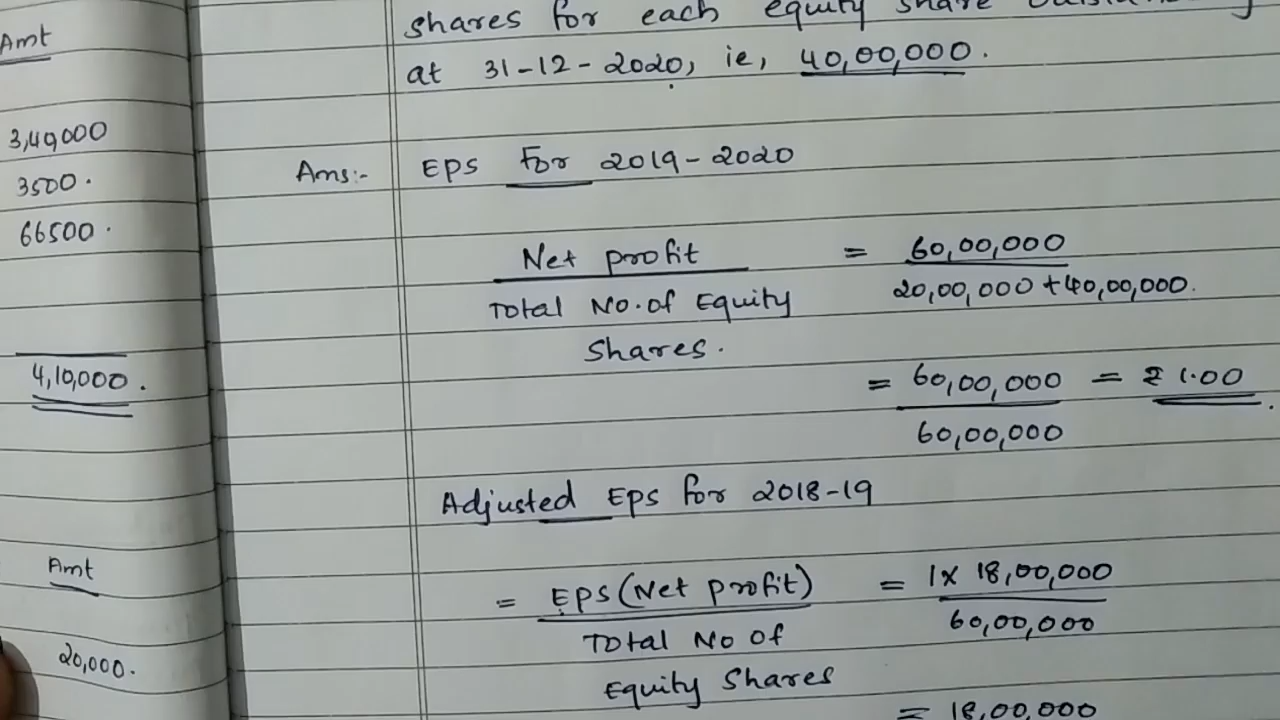 Amt
3,49000
3500.
66500.
4,10,000.
Amt
20,000.
shares for each equity share
at 31-12-2020, ie, 40,00,000.
Ans:- EPS for 2019-2020
Net profit = 60,00,000
Total No. of Equity 20,00,000 + 40,00,000.
Shares.
= 60,00,000 = ₹ 1.00
60,00,000
Adjusted EPS for 2018-19
= EPS (Net profit) = 1 x 18,00,000
Total No of 60,00,000
Equity Shares
= 18,00,000